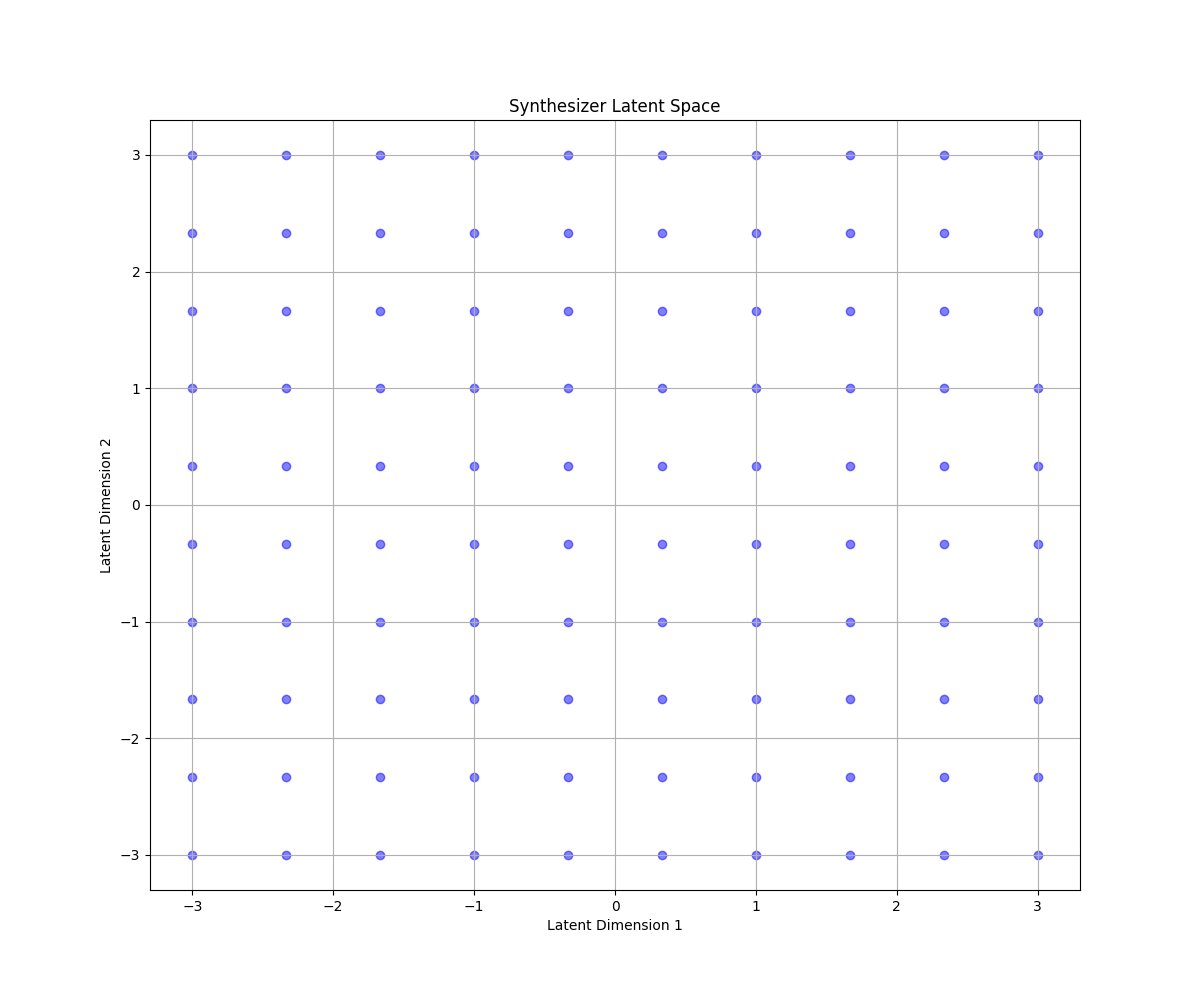 Synthesizer Latent Space
3
2
1
0
−1
−2
−3
Latent Dimension 2
−3 −2 −1 0 1 2 3
Latent Dimension 1